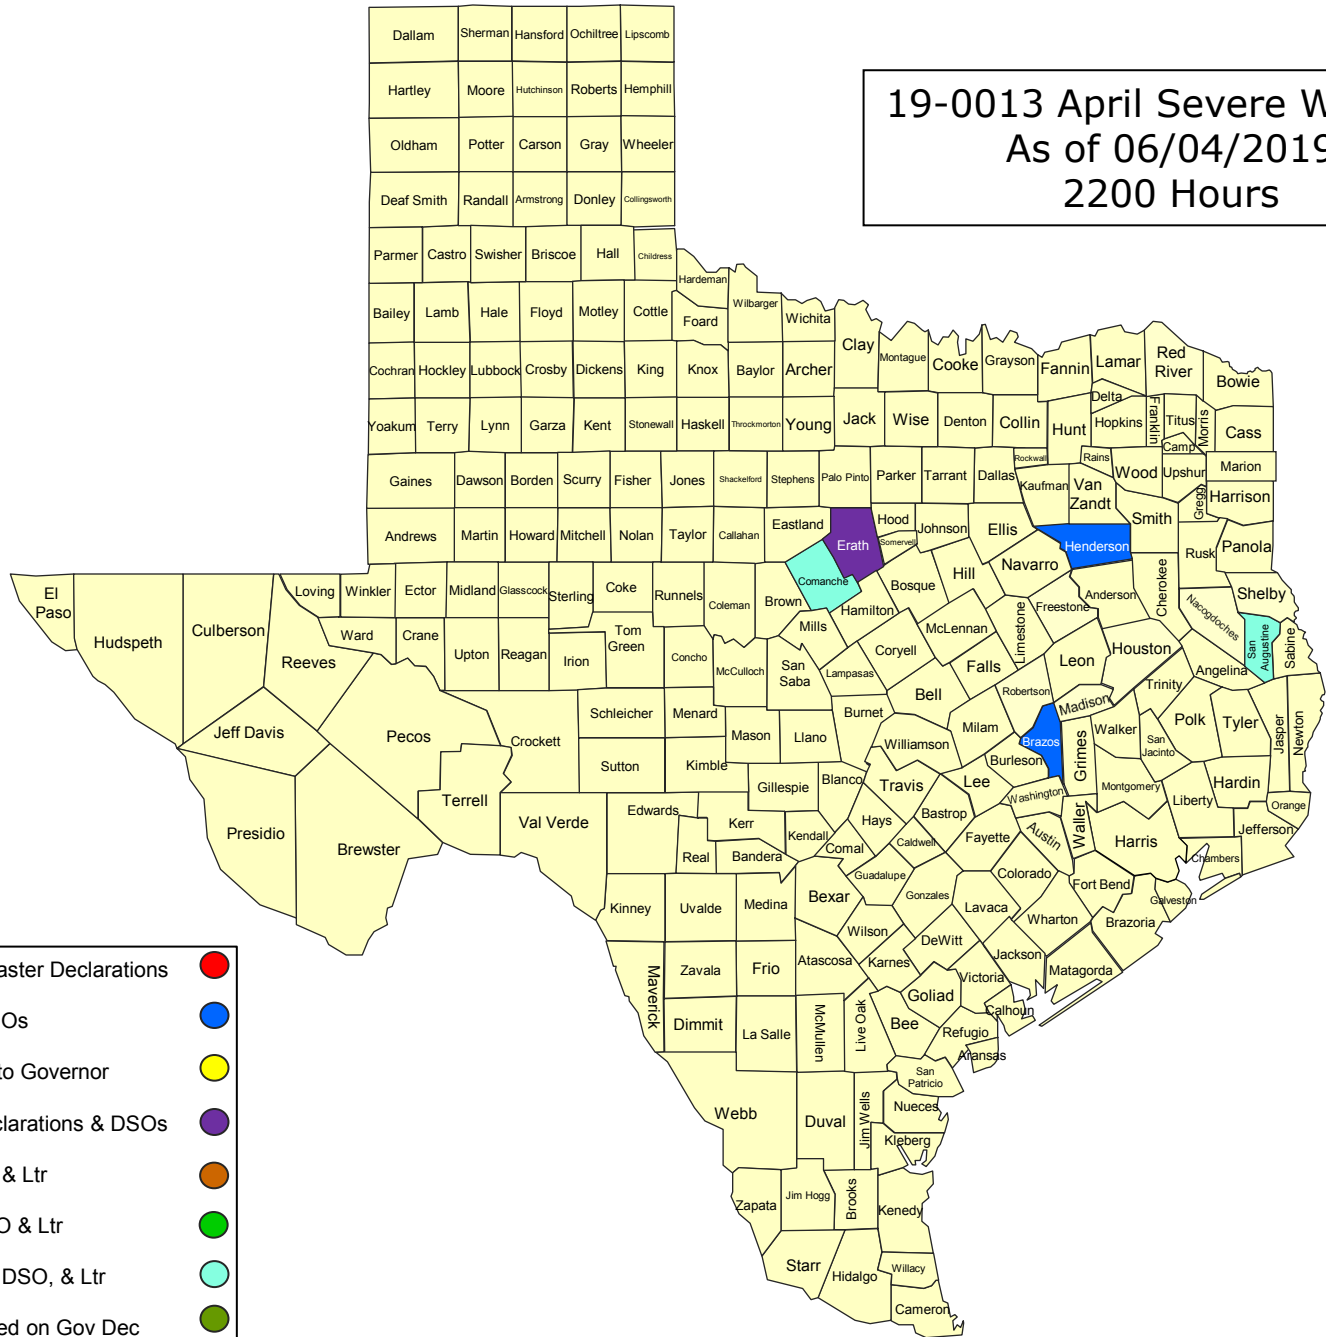 Dallam Sherman Hansford Ochiltree Lipscomb
19-0013 April Severe W
As of 06/04/2019
2200 Hours
Hartley Moore Hutchinson Roberts Hemphill
Oldham Potter Carson Gray Wheeler
Deaf Smith Randall Armstrong Donley Collingsworth
Parmer Castro Swisher Briscoe Hall Childress
Hardeman
Bailey Lamb Hale Floyd Motley Cottle Foard Wilbarger Wichita
Clay Montague Cooke Grayson Fannin Lamar Red
River Bowie
Cochran Hockley Lubbock Crosby Dickens King Knox Baylor Archer
Delta
Yoakum Terry Lynn Garza Kent Stonewall Haskell Throckmorton Young Jack Wise Denton Collin Hunt Hopkins Franklin Titus Morris Cass
Camp
Rockwall Rains
Gaines Dawson Borden Scurry Fisher Jones Shackelford Stephens Palo Pinto Parker Tarrant Dallas Kaufman Van
Zandt Wood Upshur Marion
Gregg Harrison
Andrews Martin Howard Mitchell Nolan Taylor Callahan Eastland Erath Hood Johnson Ellis Smith
Somervell Henderson Rusk Panola
El
Paso Hudspeth Culberson Loving Winkler Ector Midland Glasscock Sterling Coke Runnels Coleman Brown Comanche Bosque Hill Navarro Anderson Cherokee Shelby
Hamilton Freestone Nacogdoches
Ward Crane Upton Reagan Irion Tom
Green Concho Mills McLennan Limestone San
Augustine Sabine
Reeves McCulloch San
Saba Lampasas Coryell Falls Leon Houston Angelina
Trinity
Jeff Davis Pecos Crockett Schleicher Menard Mason Llano Burnet Bell Milam Robertson Madison Walker San
Jacinto Polk Tyler Jasper Newton
Williamson Brazos Grimes
Sutton Kimble Gillespie Blanco Travis Lee Burleson
Washington Montgomery Liberty Hardin
Presidio Brewster Terrell Val Verde Edwards Kerr Kendall Hays Bastrop Fayette Austin Waller Harris Orange
Jefferson
Real Bandera Comal Caldwell Chambers
Kinney Uvalde Medina Bexar Guadalupe Gonzales Lavaca Colorado Fort Bend Galveston
Wilson Wharton Brazoria
Maverick Zavala Frio Atascosa Karnes DeWitt Jackson Matagorda
Victoria
Dimmit La Salle McMullen Live Oak Bee Goliad Calhoun
Refugio
Aransas
San
Patricio
Webb Duval Jim Wells Nueces
Kleberg
Zapata Jim Hogg Brooks Kenedy
Starr Hidalgo Willacy
Cameron
aster Declarations
Os
to Governor
clarations & DSOs
& Ltr
O & Ltr
DSO, & Ltr
ed on Gov Dec